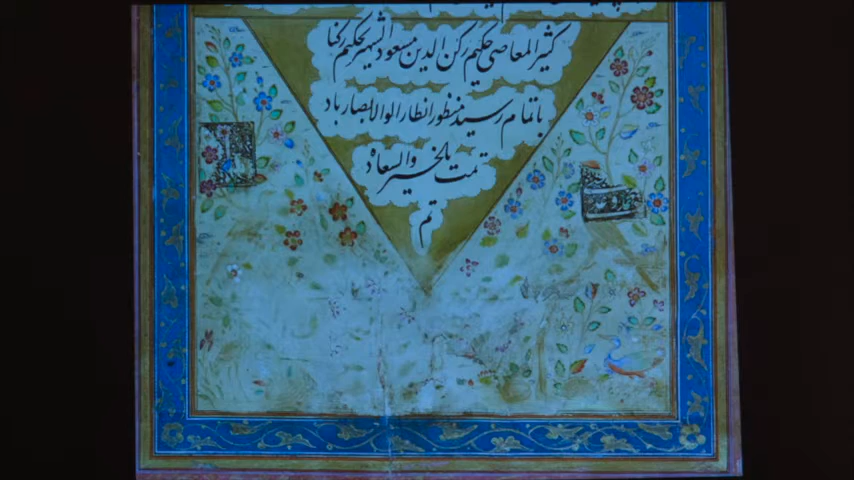 کثیر المعاصی حکیم رکن الدین مسعود الشهیر بحکیم رکنا
باتمام رسید منظور انظار اولو الابصار باد
تمت بالخیر والسعاده
تم